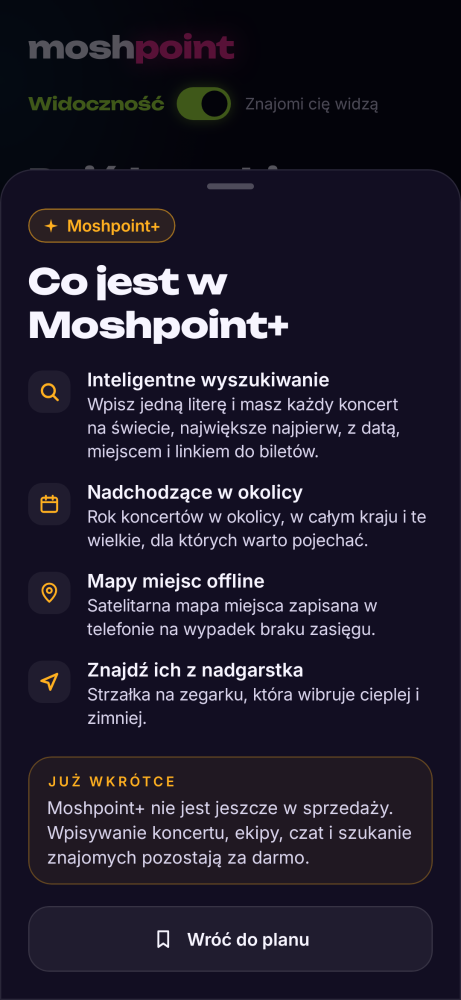 moshpoint
Widoczność Znajomi cię widzą
Moshpoint+
Co jest w
Moshpoint+
Inteligentne wyszukiwanie
Wpisz jedną literę i masz każdy koncert
na świecie, największe najpierw, z datą,
miejscem i linkiem do biletów.
Nadchodzące w okolicy
Rok koncertów w okolicy, w całym kraju i te
wielkie, dla których warto pojechać.
Mapy miejsc offline
Satelitarna mapa miejsca zapisana w
telefonie na wypadek braku zasięgu.
Znajdź ich z nadgarstka
Strzałka na zegarku, która wibruje cieplej i
zimniej.
JUŻ WKRÓTCE
Moshpoint+ nie jest jeszcze w sprzedaży.
Wpisywanie koncertu, ekipy, czat i szukanie
znajomych pozostają za darmo.
Wróć do planu